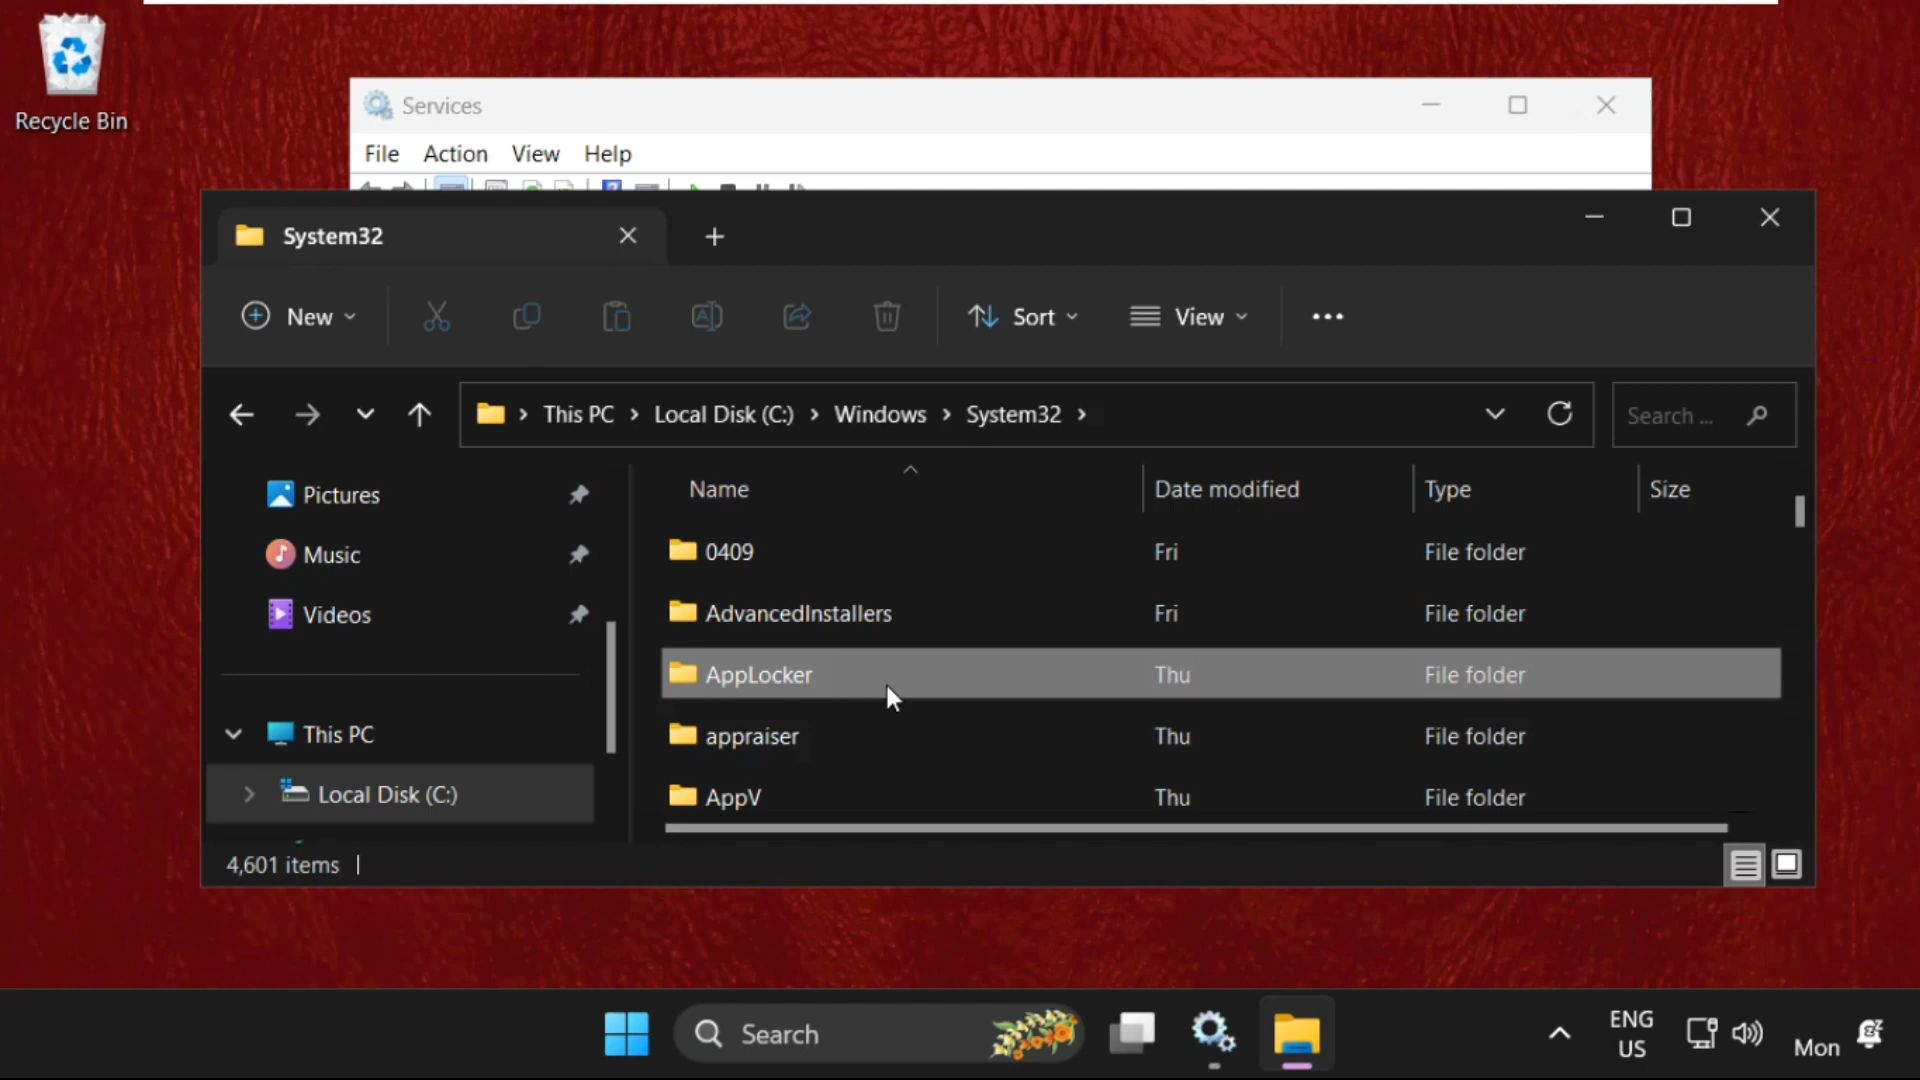 Recycle Bin
Services
File Action View Help
System32
New
Sort
View
This PC Local Disk (C:) Windows System32
Search ...
Pictures
Music
Videos
This PC
Local Disk (C:)
Name Date modified Type Size
0409 Fri File folder
AdvancedInstallers Fri File folder
AppLocker Thu File folder
appraiser Thu File folder
AppV Thu File folder
4,601 items
Search
ENG
US
Mon